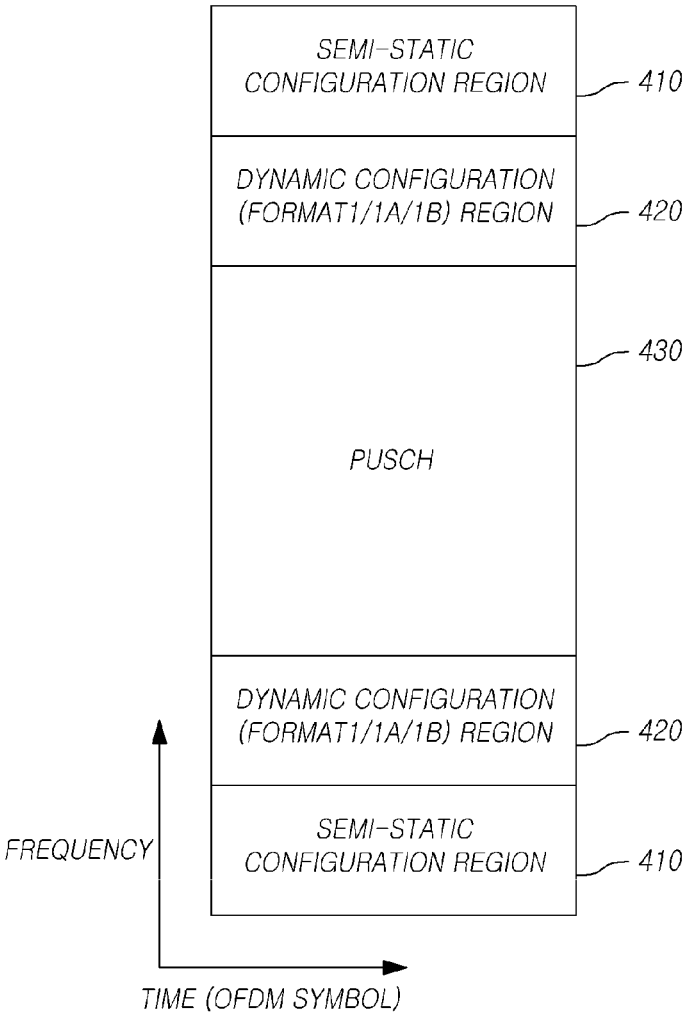 SEMI-STATIC
CONFIGURATION REGION
410
DYNAMIC CONFIGURATION
(FORMAT1/1A/1B) REGION
420
430
PUSCH
DYNAMIC CONFIGURATION
(FORMAT1/1A/1B) REGION
420
SEMI-STATIC
CONFIGURATION REGION
410
FREQUENCY
TIME (OFDM SYMBOL)